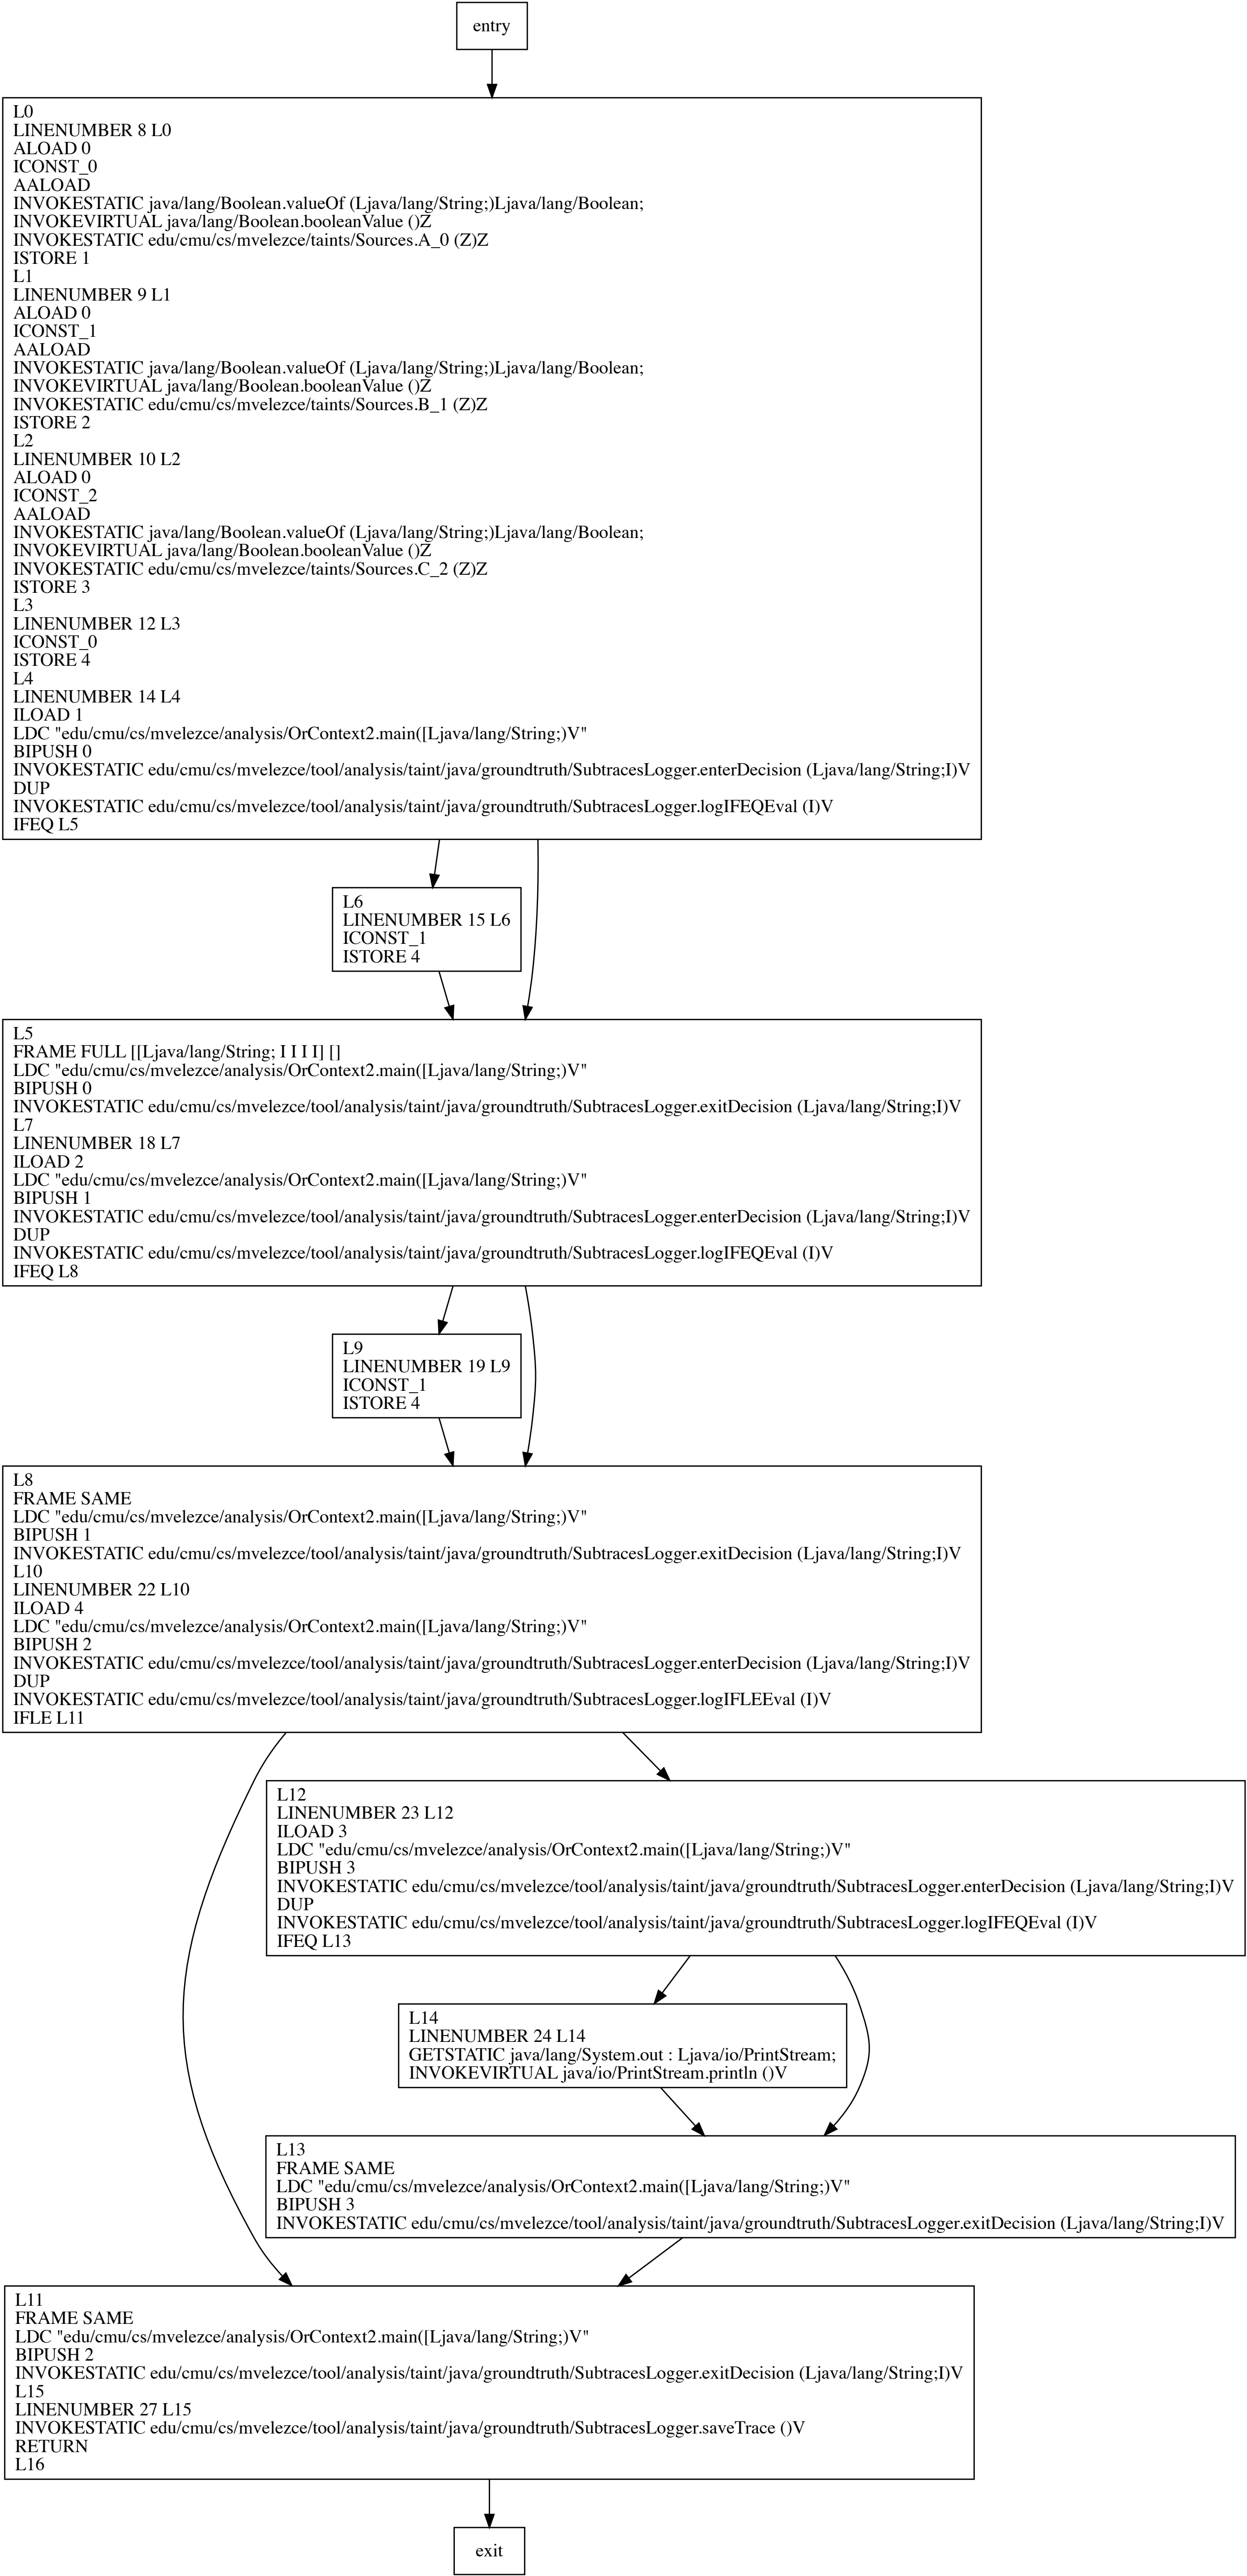 entry
L0
LINENUMBER 8 L0
ALOAD 0
ICONST_0
AALOAD
INVOKESTATIC java/lang/Boolean.valueOf (Ljava/lang/String;)Ljava/lang/Boolean;
INVOKEVIRTUAL java/lang/Boolean.booleanValue ()Z
INVOKESTATIC edu/cmu/cs/mvelezce/taints/Sources.A_0 (Z)Z
ISTORE 1
L1
LINENUMBER 9 L1
ALOAD 0
ICONST_1
AALOAD
INVOKESTATIC java/lang/Boolean.valueOf (Ljava/lang/String;)Ljava/lang/Boolean;
INVOKEVIRTUAL java/lang/Boolean.booleanValue ()Z
INVOKESTATIC edu/cmu/cs/mvelezce/taints/Sources.B_1 (Z)Z
ISTORE 2
L2
LINENUMBER 10 L2
ALOAD 0
ICONST_2
AALOAD
INVOKESTATIC java/lang/Boolean.valueOf (Ljava/lang/String;)Ljava/lang/Boolean;
INVOKEVIRTUAL java/lang/Boolean.booleanValue ()Z
INVOKESTATIC edu/cmu/cs/mvelezce/taints/Sources.C_2 (Z)Z
ISTORE 3
L3
LINENUMBER 12 L3
ICONST_0
ISTORE 4
L4
LINENUMBER 14 L4
ILOAD 1
LDC "edu/cmu/cs/mvelezce/analysis/OrContext2.main([Ljava/lang/String;)V"
BIPUSH 0
INVOKESTATIC edu/cmu/cs/mvelezce/tool/analysis/taint/java/groundtruth/SubtracesLogger.enterDecision (Ljava/lang/String;I)V
DUP
INVOKESTATIC edu/cmu/cs/mvelezce/tool/analysis/taint/java/groundtruth/SubtracesLogger.logIFEQEval (I)V
IFEQ L5
L6
LINENUMBER 15 L6
ICONST_1
ISTORE 4
L5
FRAME FULL [[Ljava/lang/String; I I I I] []
LDC "edu/cmu/cs/mvelezce/analysis/OrContext2.main([Ljava/lang/String;)V"
BIPUSH 0
INVOKESTATIC edu/cmu/cs/mvelezce/tool/analysis/taint/java/groundtruth/SubtracesLogger.exitDecision (Ljava/lang/String;I)V
L7
LINENUMBER 18 L7
ILOAD 2
LDC "edu/cmu/cs/mvelezce/analysis/OrContext2.main([Ljava/lang/String;)V"
BIPUSH 1
INVOKESTATIC edu/cmu/cs/mvelezce/tool/analysis/taint/java/groundtruth/SubtracesLogger.enterDecision (Ljava/lang/String;I)V
DUP
INVOKESTATIC edu/cmu/cs/mvelezce/tool/analysis/taint/java/groundtruth/SubtracesLogger.logIFEQEval (I)V
IFEQ L8
L9
LINENUMBER 19 L9
ICONST_1
ISTORE 4
L8
FRAME SAME
LDC "edu/cmu/cs/mvelezce/analysis/OrContext2.main([Ljava/lang/String;)V"
BIPUSH 1
INVOKESTATIC edu/cmu/cs/mvelezce/tool/analysis/taint/java/groundtruth/SubtracesLogger.exitDecision (Ljava/lang/String;I)V
L10
LINENUMBER 22 L10
ILOAD 4
LDC "edu/cmu/cs/mvelezce/analysis/OrContext2.main([Ljava/lang/String;)V"
BIPUSH 2
INVOKESTATIC edu/cmu/cs/mvelezce/tool/analysis/taint/java/groundtruth/SubtracesLogger.enterDecision (Ljava/lang/String;I)V
DUP
INVOKESTATIC edu/cmu/cs/mvelezce/tool/analysis/taint/java/groundtruth/SubtracesLogger.logIFLEEval (I)V
IFLE L11
L12
LINENUMBER 23 L12
ILOAD 3
LDC "edu/cmu/cs/mvelezce/analysis/OrContext2.main([Ljava/lang/String;)V"
BIPUSH 3
INVOKESTATIC edu/cmu/cs/mvelezce/tool/analysis/taint/java/groundtruth/SubtracesLogger.enterDecision (Ljava/lang/String;I)V
DUP
INVOKESTATIC edu/cmu/cs/mvelezce/tool/analysis/taint/java/groundtruth/SubtracesLogger.logIFEQEval (I)V
IFEQ L13
L14
LINENUMBER 24 L14
GETSTATIC java/lang/System.out : Ljava/io/PrintStream;
INVOKEVIRTUAL java/io/PrintStream.println ()V
L13
FRAME SAME
LDC "edu/cmu/cs/mvelezce/analysis/OrContext2.main([Ljava/lang/String;)V"
BIPUSH 3
INVOKESTATIC edu/cmu/cs/mvelezce/tool/analysis/taint/java/groundtruth/SubtracesLogger.exitDecision (Ljava/lang/String;I)V
L11
FRAME SAME
LDC "edu/cmu/cs/mvelezce/analysis/OrContext2.main([Ljava/lang/String;)V"
BIPUSH 2
INVOKESTATIC edu/cmu/cs/mvelezce/tool/analysis/taint/java/groundtruth/SubtracesLogger.exitDecision (Ljava/lang/String;I)V
L15
LINENUMBER 27 L15
INVOKESTATIC edu/cmu/cs/mvelezce/tool/analysis/taint/java/groundtruth/SubtracesLogger.saveTrace ()V
RETURN
L16
exit